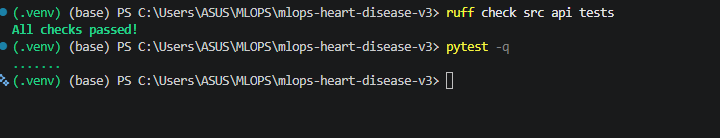 (.venv) (base) PS C:\Users\ASUS\MLOPS\mlops-heart-disease-v3> ruff check src api tests
All checks passed!
(.venv) (base) PS C:\Users\ASUS\MLOPS\mlops-heart-disease-v3> pytest -q
.......
(.venv) (base) PS C:\Users\ASUS\MLOPS\mlops-heart-disease-v3>